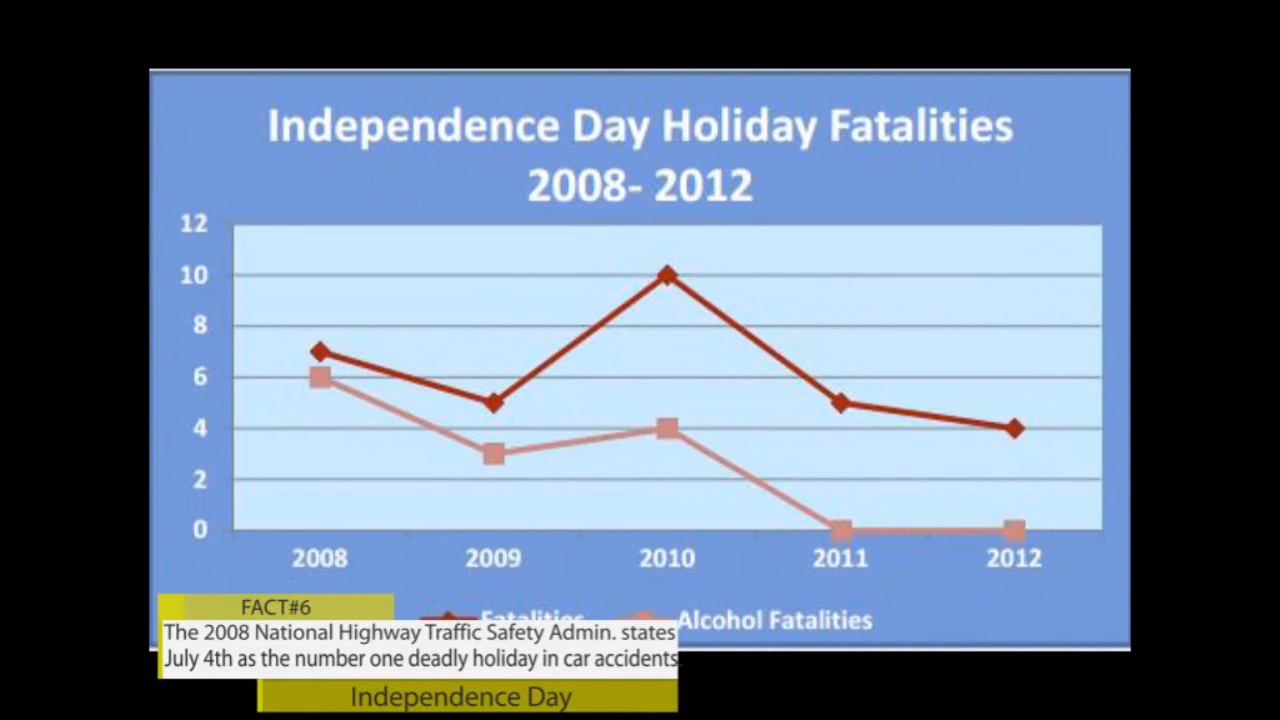 Independence Day Holiday Fatalities
2008- 2012
12
10
8
6
4
2
0
2008 2009 2010 2011 2012
Fatalities Alcohol Fatalities
FACT#6
The 2008 National Highway Traffic Safety Admin. states
July 4th as the number one deadly holiday in car accidents
Independence Day